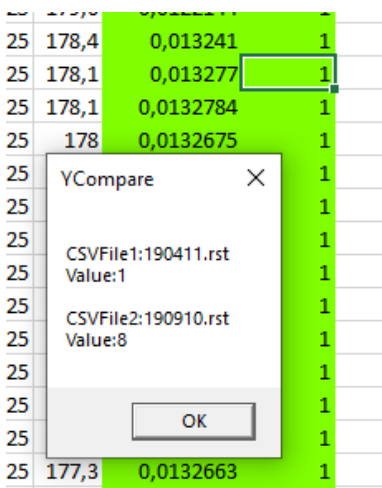 25 178,4 0,013241 1
25 178,1 0,013277 1
25 178,1 0,0132784 1
25 178 0,0132675 1
25 YCompare 1
25 1
25 CSVFile1:190411.rst 1
25 Value:1 1
25 CSVFile2:190910.rst 1
25 Value:8 1
25 1
25 OK 1
25 1
25 177,3 0,0132663 1